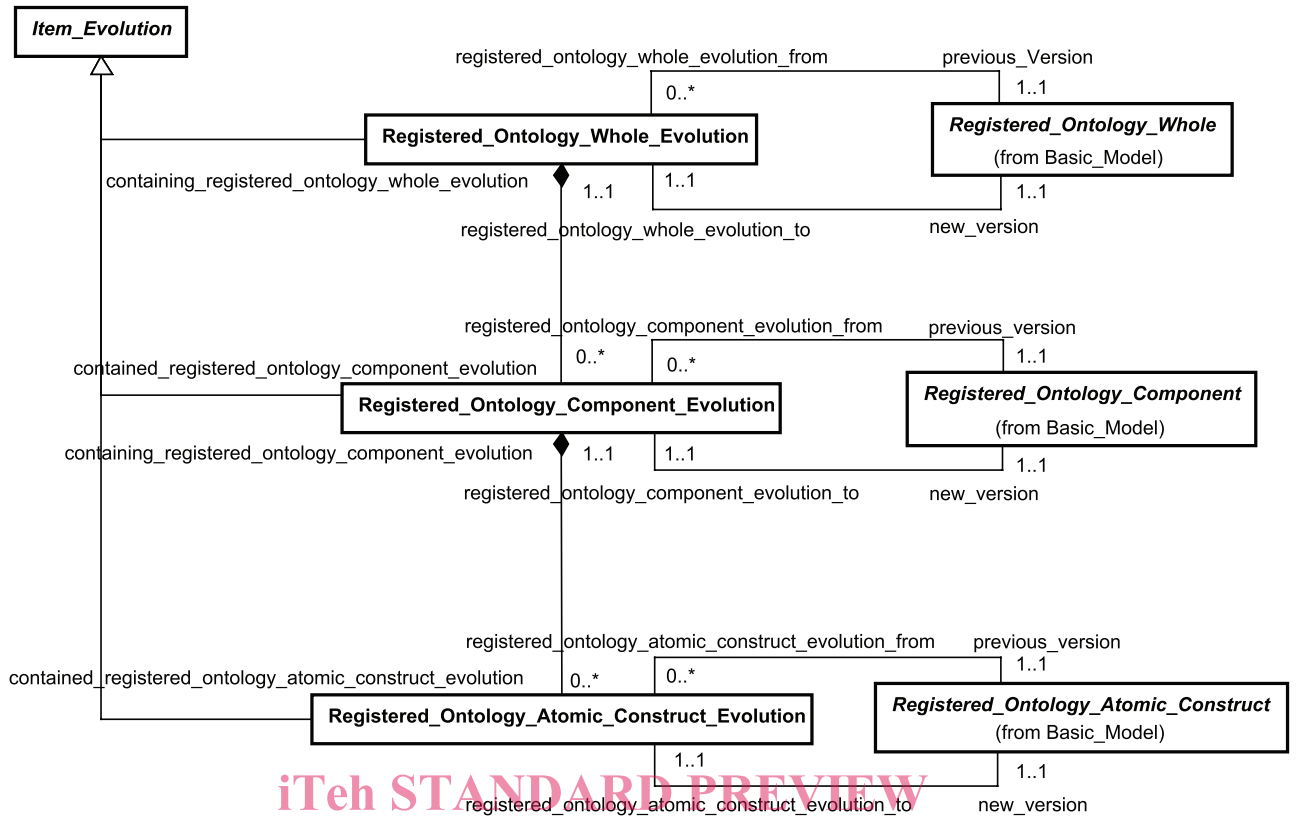 Item_Evolution
registered_ontology_whole_evolution_from
previous_Version
0..*
1..1
Registered_Ontology_Whole_Evolution
Registered_Ontology_Whole
(from Basic_Model)
containing_registered_ontology_whole_evolution
1..1
1..1
1..1
registered_ontology_whole_evolution_to
new_version
registered_ontology_component_evolution_from
previous_version
0..*
0..*
1..1
contained_registered_ontology_component_evolution
Registered_Ontology_Component_Evolution
Registered_Ontology_Component
(from Basic_Model)
containing_registered_ontology_component_evolution
1..1
1..1
1..1
registered_ontology_component_evolution_to
new_version
registered_ontology_atomic_construct_evolution_from
previous_version
contained_registered_ontology_atomic_construct_evolution
0..*
0..*
1..1
Registered_Ontology_Atomic_Construct_Evolution
Registered_Ontology_Atomic_Construct
(from Basic_Model)
1..1
1..1
iTeh STANDARD PREVIEW
registered_ontology_atomic_construct_evolution_to
new_version